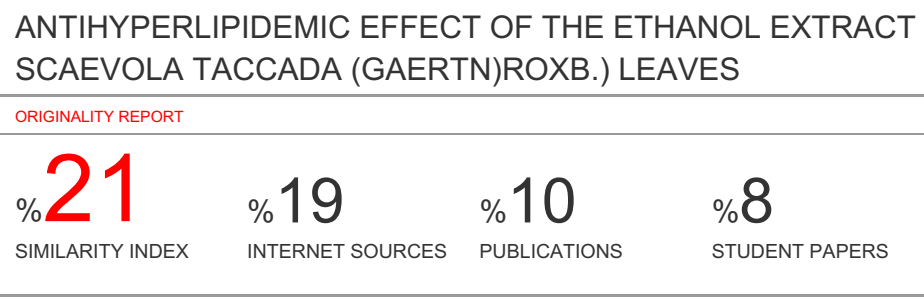 ANTIHYPERLIPIDEMIC EFFECT OF THE ETHANOL EXTRACT
SCAEVOLA TACCADA (GAERTN)ROXB.) LEAVES
ORIGINALITY REPORT
%21 %19 %10 %8
SIMILARITY INDEX INTERNET SOURCES PUBLICATIONS STUDENT PAPERS